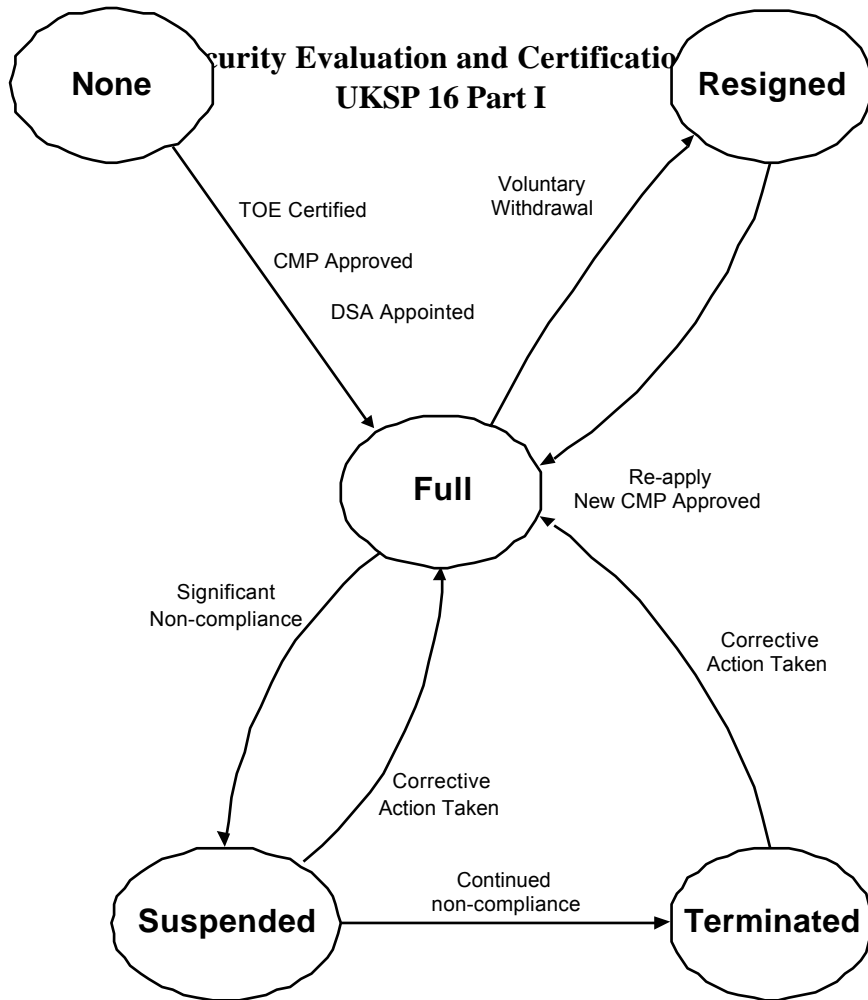 None
curity Evaluation and Certificatio
UKSP 16 Part I
Resigned
TOE Certified
CMP Approved
DSA Appointed
Voluntary
Withdrawal
Full
Re-apply
New CMP Approved
Significant
Non-compliance
Corrective
Action Taken
Corrective
Action Taken
Suspended
Continued
non-compliance
Terminated